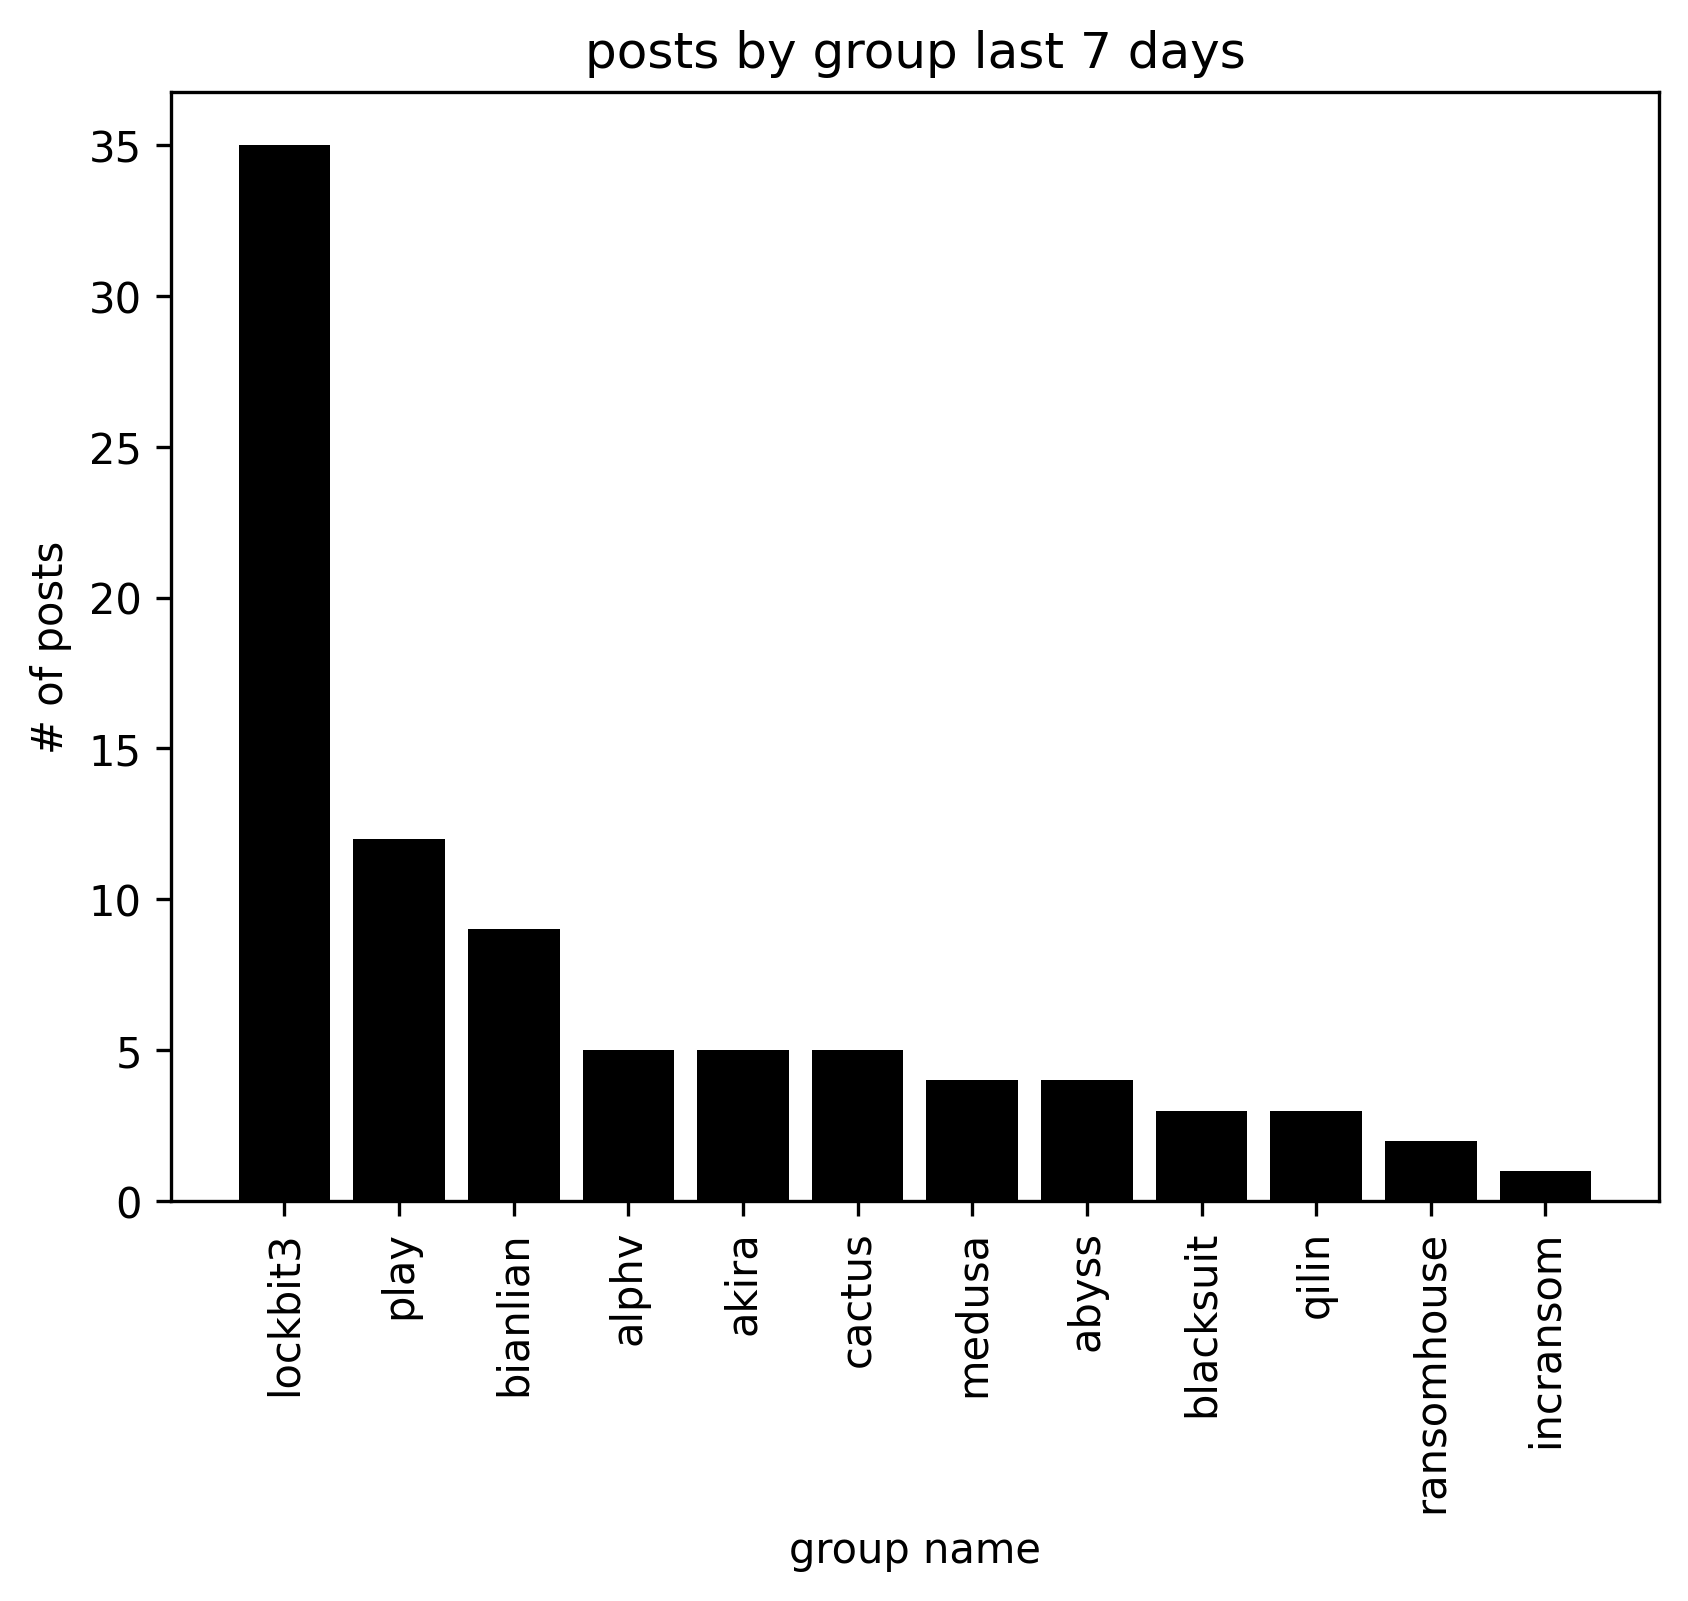 posts by group last 7 days
35
30
25
20
15
10
5
0
# of posts
lockbit3
play
bianlian
alphv
akira
cactus
medusa
abyss
blacksuit
qilin
ransomhouse
incransom
group name